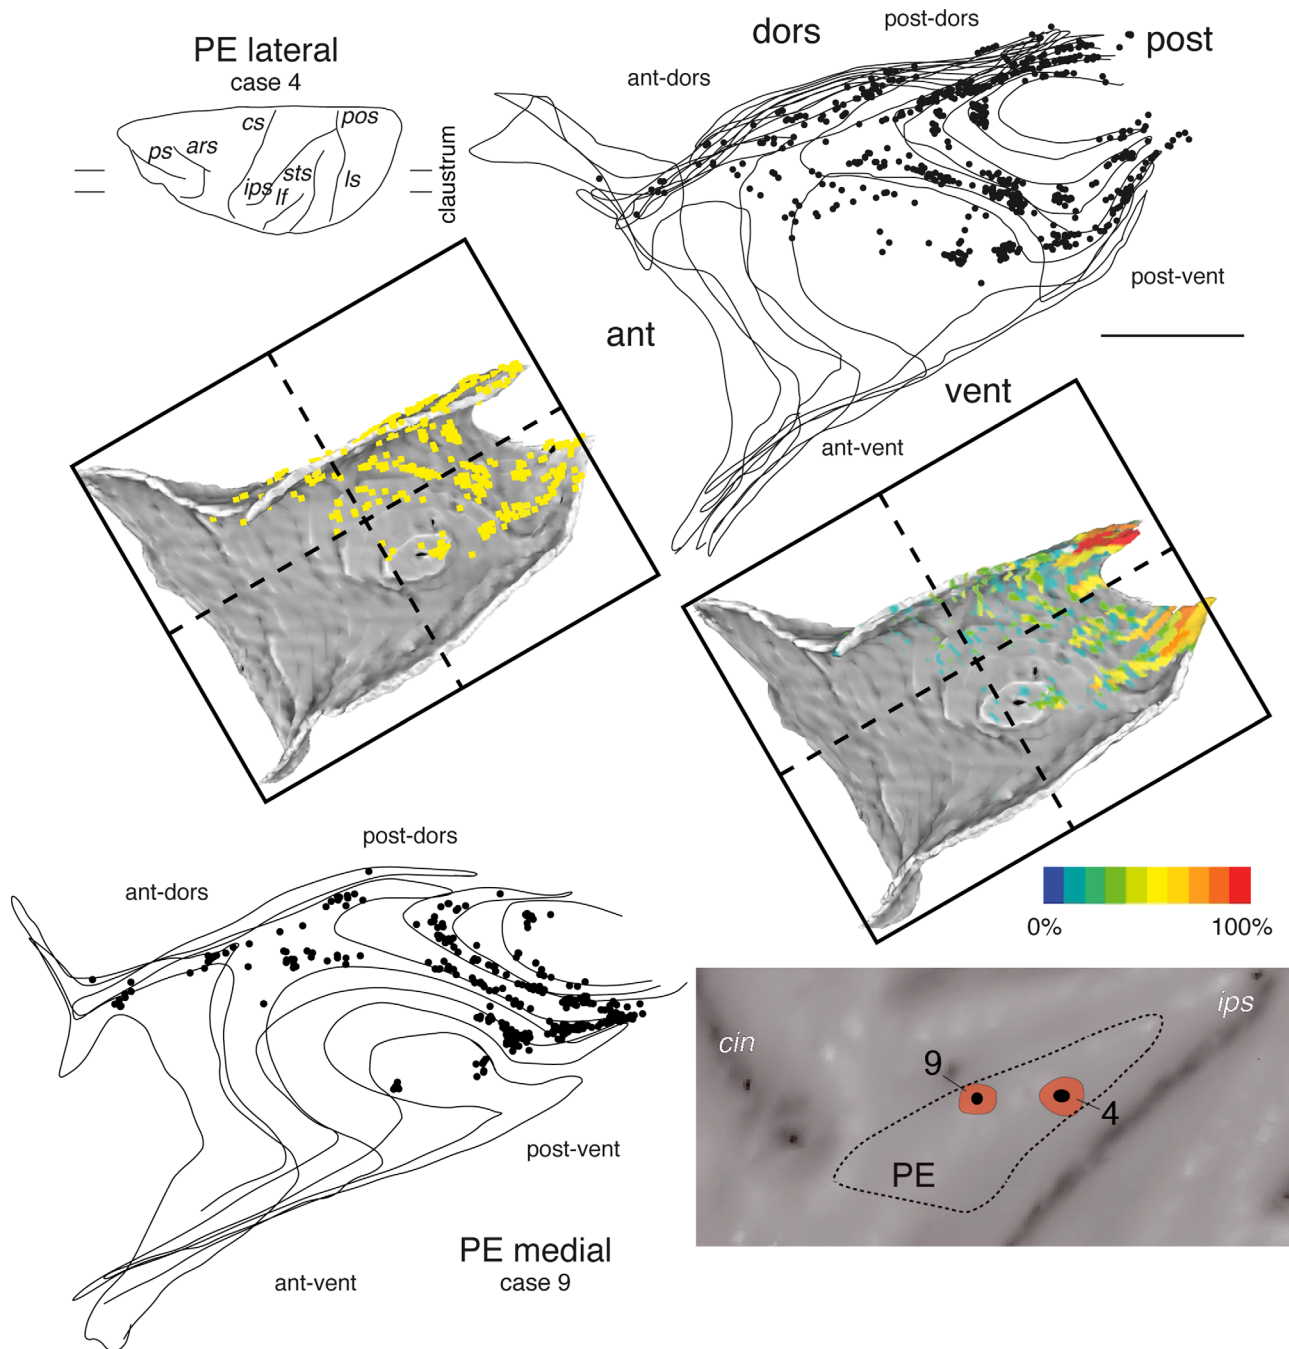 PE lateral
case 4
cs
pos
ps
ars
sts
ips
lf
ls
claustrum
dors
post-dors
post
ant-dors
ant
post-vent
vent
ant-vent
0%
100%
post-dors
ant-dors
post-vent
ant-vent
PE medial
case 9
cin
ips
9
4
PE